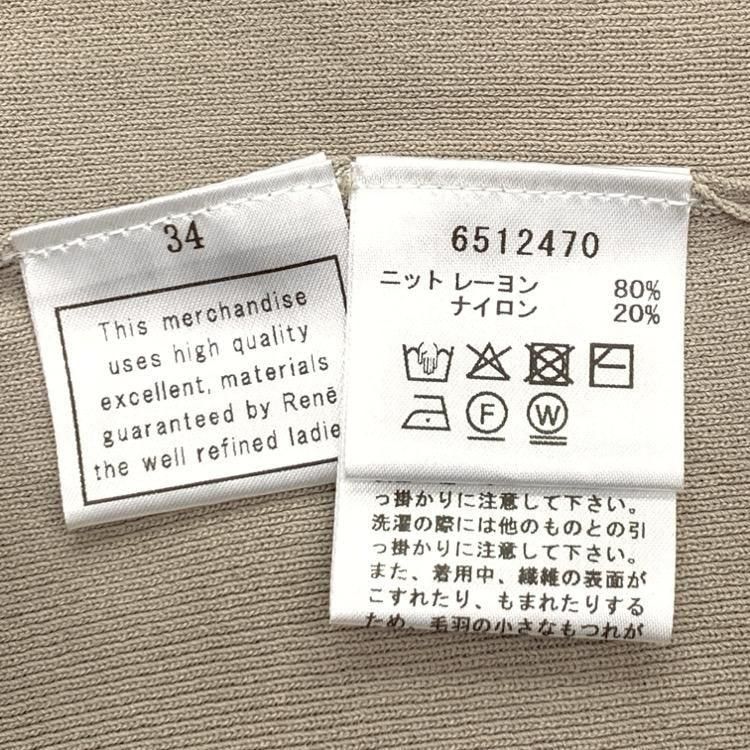 34
This merchandise
uses high quality
excellent, materials
guaranteed by René
the well refined ladie
6512470
ニット レーヨン 80%
ナイロン 20%
F W
っ掛かりに注意して下さい。
洗濯の際には他のものとの引
っ掛かりに注意して下さい。
また、着用中、繊維の表面が
こすれたり、もまれたりする
ため、毛羽の小さなもつれが